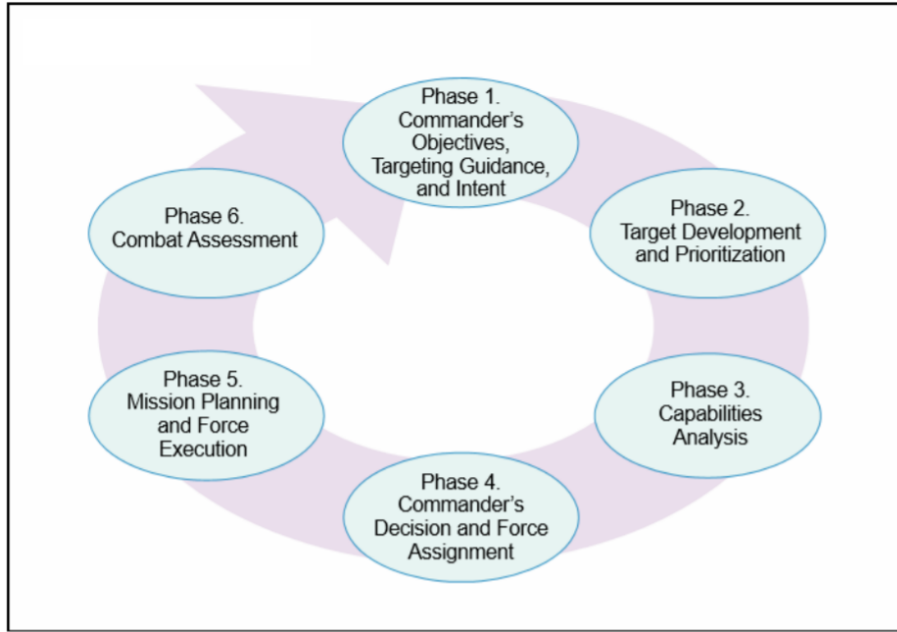 Phase 1.
Commander's
Objectives,
Targeting Guidance,
and Intent
Phase 2.
Target Development
and Prioritization
Phase 3.
Capabilities
Analysis
Phase 4.
Commander's
Decision and Force
Assignment
Phase 5.
Mission Planning
and Force
Execution
Phase 6.
Combat Assessment